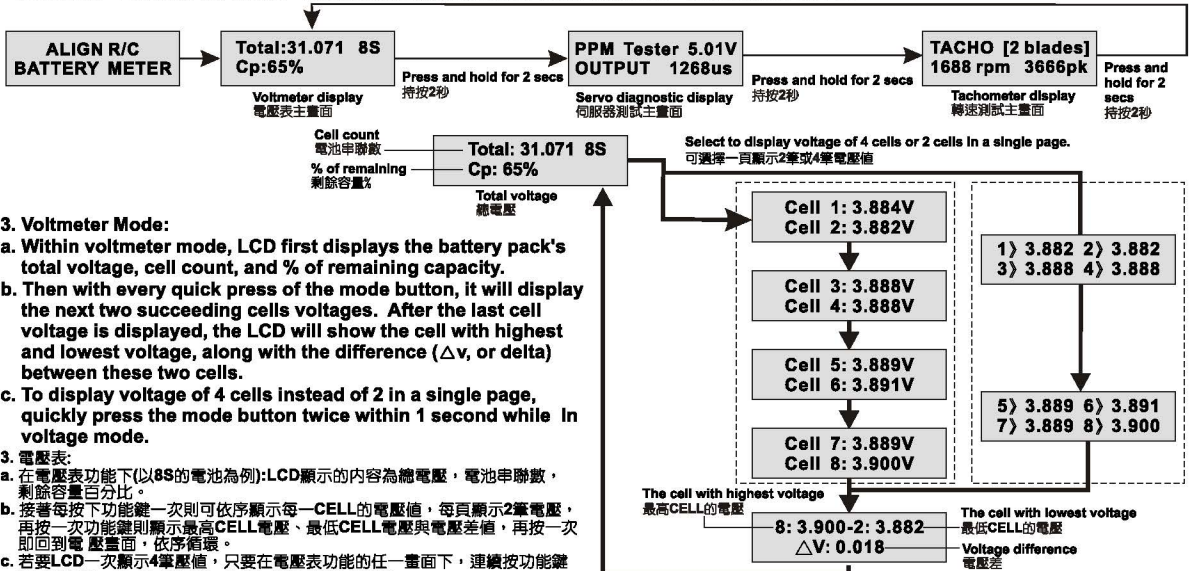 ALIGN R/C
BATTERY METER
Total:31.071 8S
Cp:65%
Voltmeter display
電壓表主畫面
Press and hold for 2 secs
持按2秒
PPM Tester 5.01V
OUTPUT 1268us
Servo diagnostic display
伺服器測試主畫面
Press and hold for 2 secs
持按2秒
TACHO [2 blades]
1688 rpm 3666pk
Tachometer display
轉速測試主畫面
Press and
hold for 2
secs
持按2秒
Cell count
電池串聯數
% of remaining
剩餘容量%
Total: 31.071 8S
Cp: 65%
Total voltage
總電壓
Select to display voltage of 4 cells or 2 cells in a single page.
可選擇一頁顯示2筆或4筆電壓值
3. Voltmeter Mode:
a. Within voltmeter mode, LCD first displays the battery pack's
total voltage, cell count, and % of remaining capacity.
b. Then with every quick press of the mode button, it will display
the next two succeeding cells voltages. After the last cell
voltage is displayed, the LCD will show the cell with highest
and lowest voltage, along with the difference (△v, or delta)
between these two cells.
c. To display voltage of 4 cells instead of 2 in a single page,
quickly press the mode button twice within 1 second while In
voltage mode.
3. 電壓表:
a. 在電壓表功能下(以8S的電池為例):LCD顯示的內容為總電壓，電池串聯數，
剩餘容量百分比。
b. 接著每按下功能鍵一次則可依序顯示每一CELL的電壓值，每頁顯示2筆電壓，
再按一次功能鍵則顯示最高CELL電壓、最低CELL電壓與電壓差值，再按一次
即回到電 壓畫面，依序循環。
c. 若要LCD一次顯示4筆壓值，只要在電壓表功能的任一畫面下，連續按功能鍵
Cell 1: 3.884V
Cell 2: 3.882V
Cell 3: 3.888V
Cell 4: 3.888V
Cell 5: 3.889V
Cell 6: 3.891V
Cell 7: 3.889V
Cell 8: 3.900V
1〉3.882 2〉3.882
3〉3.888 4〉3.888
5〉3.889 6〉3.891
7〉3.889 8〉3.900
The cell with highest voltage
最高CELL的電壓
8: 3.900-2: 3.882
△V: 0.018
The cell with lowest voltage
最低CELL的電壓
Voltage difference
電壓差